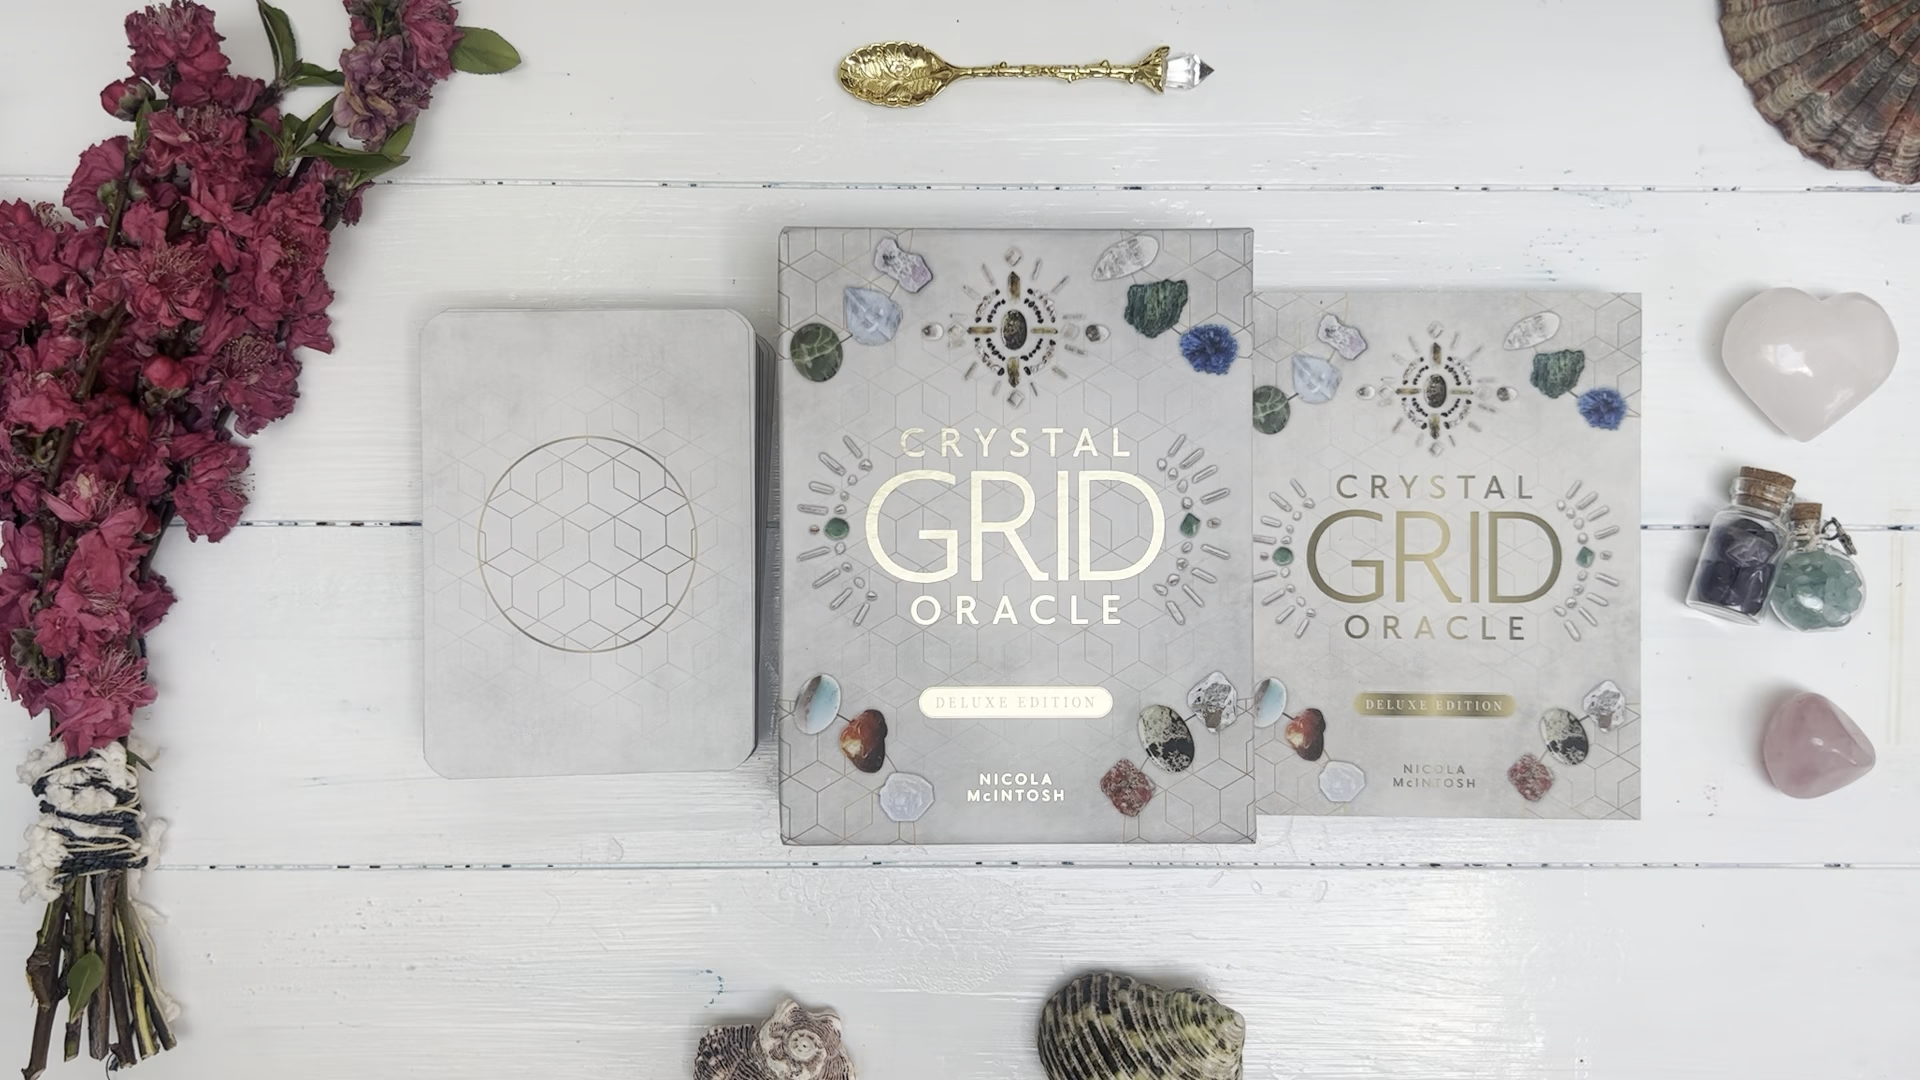 CRYSTAL
GRID
ORACLE
DELUXE EDITION
NICOLA
McINTOSH
CRYSTAL
GRID
ORACLE
DELUXE EDITION
NICOLA
McINTOSH